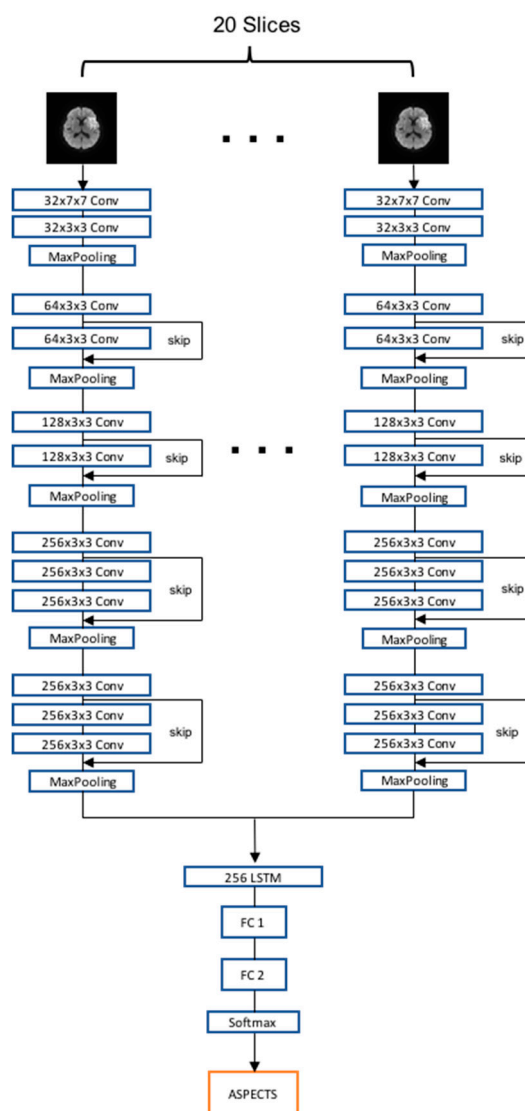 20 Slices
32x7x7 Conv
32x3x3 Conv
MaxPooling
64x3x3 Conv
64x3x3 Conv
skip
MaxPooling
128x3x3 Conv
128x3x3 Conv
skip
MaxPooling
256x3x3 Conv
256x3x3 Conv
256x3x3 Conv
skip
MaxPooling
256x3x3 Conv
256x3x3 Conv
256x3x3 Conv
skip
MaxPooling
32x7x7 Conv
32x3x3 Conv
MaxPooling
64x3x3 Conv
64x3x3 Conv
skip
MaxPooling
128x3x3 Conv
128x3x3 Conv
skip
MaxPooling
256x3x3 Conv
256x3x3 Conv
256x3x3 Conv
skip
MaxPooling
256x3x3 Conv
256x3x3 Conv
256x3x3 Conv
skip
MaxPooling
256 LSTM
FC 1
FC 2
Softmax
ASPECTS